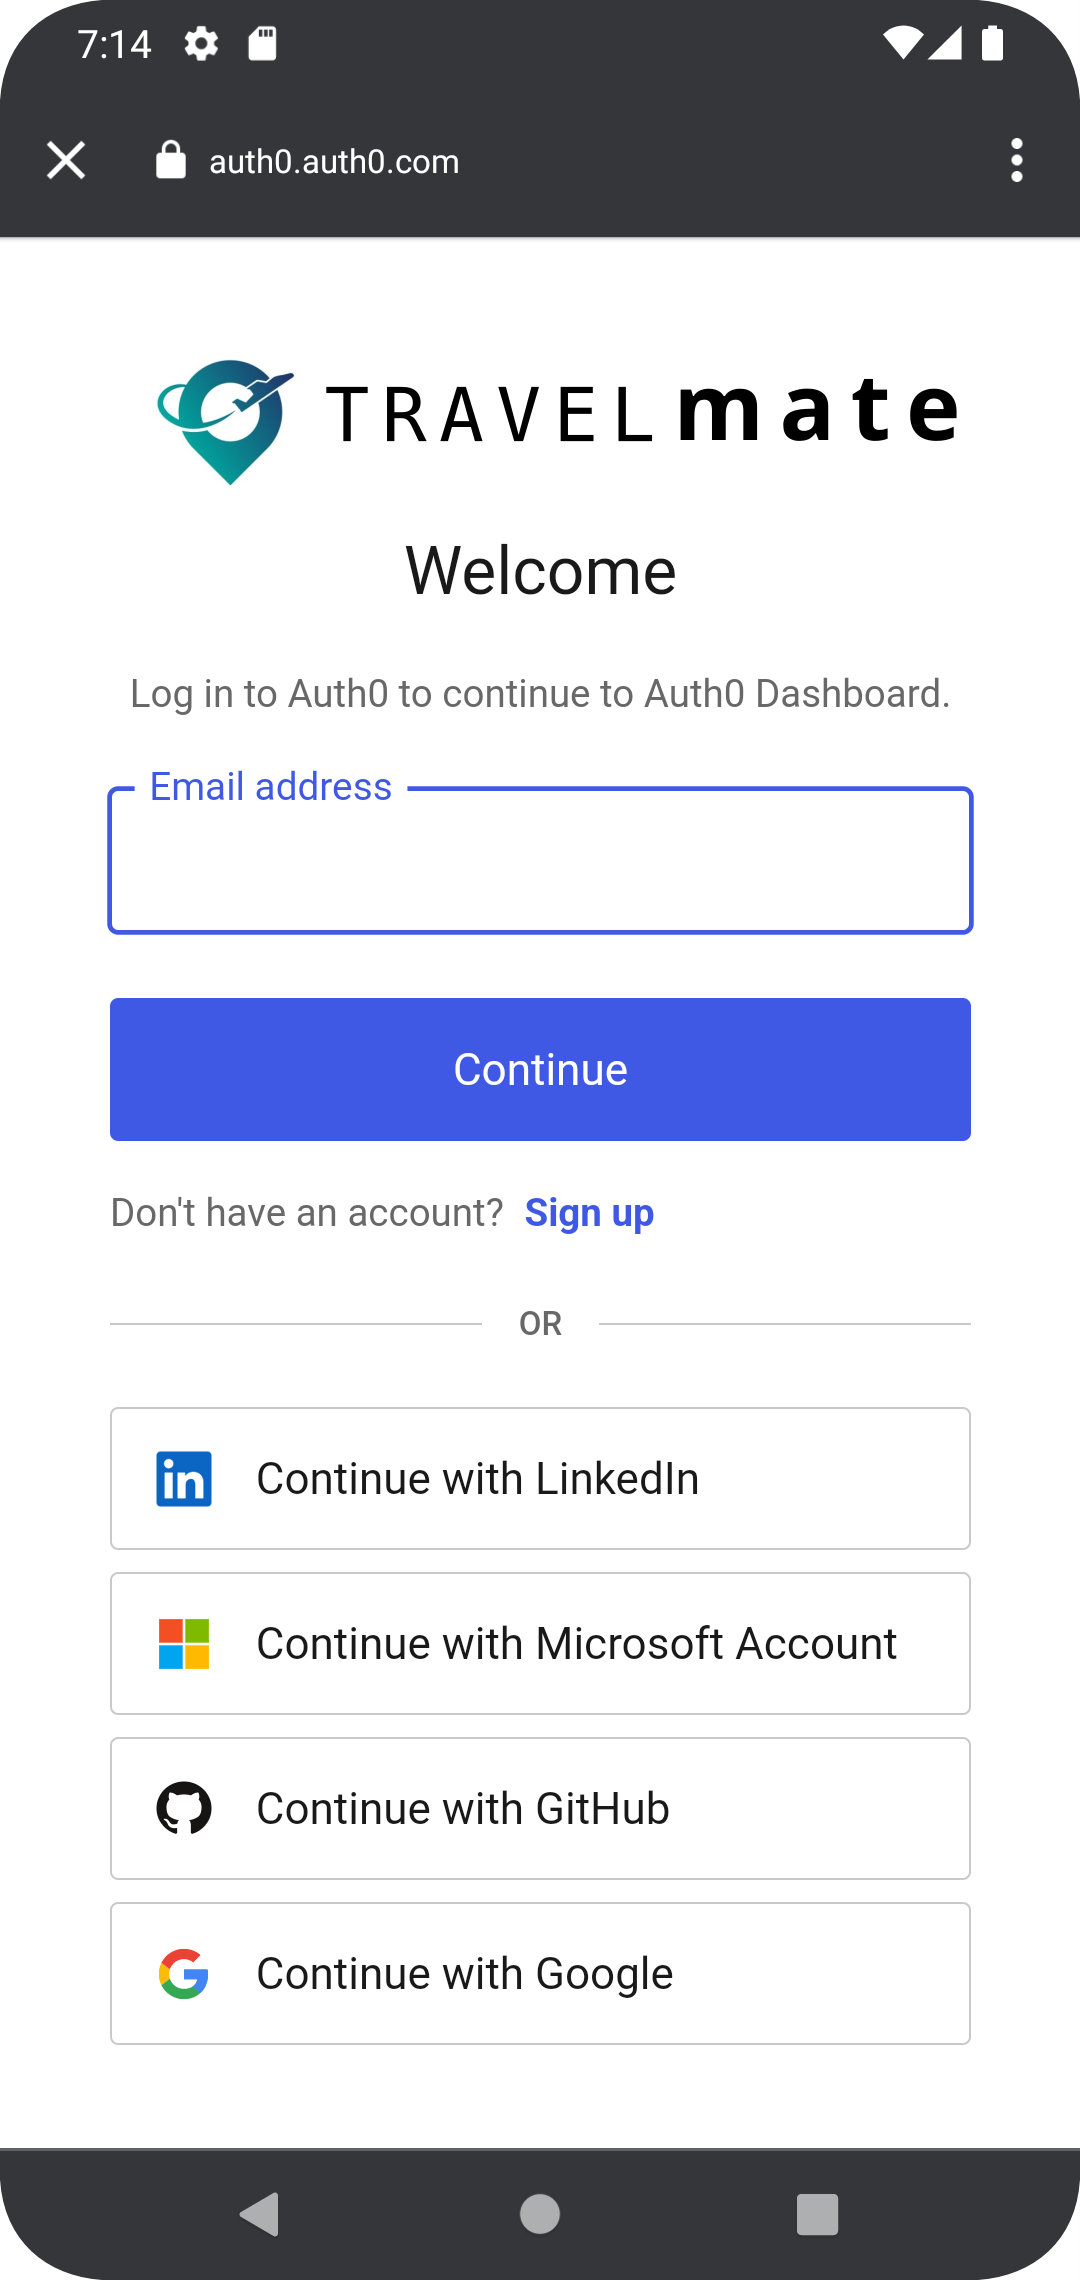 7:14
auth0.auth0.com
TRAVELmate
Welcome
Log in to Auth0 to continue to Auth0 Dashboard.
Email address
Continue
Don't have an account? Sign up
OR
Continue with LinkedIn
Continue with Microsoft Account
Continue with GitHub
Continue with Google